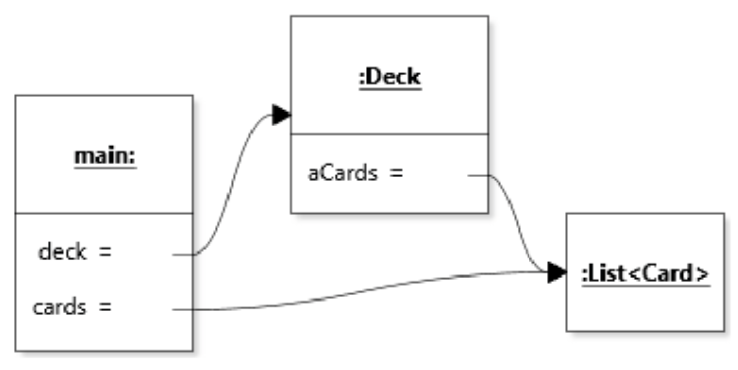 :Deck
main:
aCards =
deck =
:List<Card>
cards =